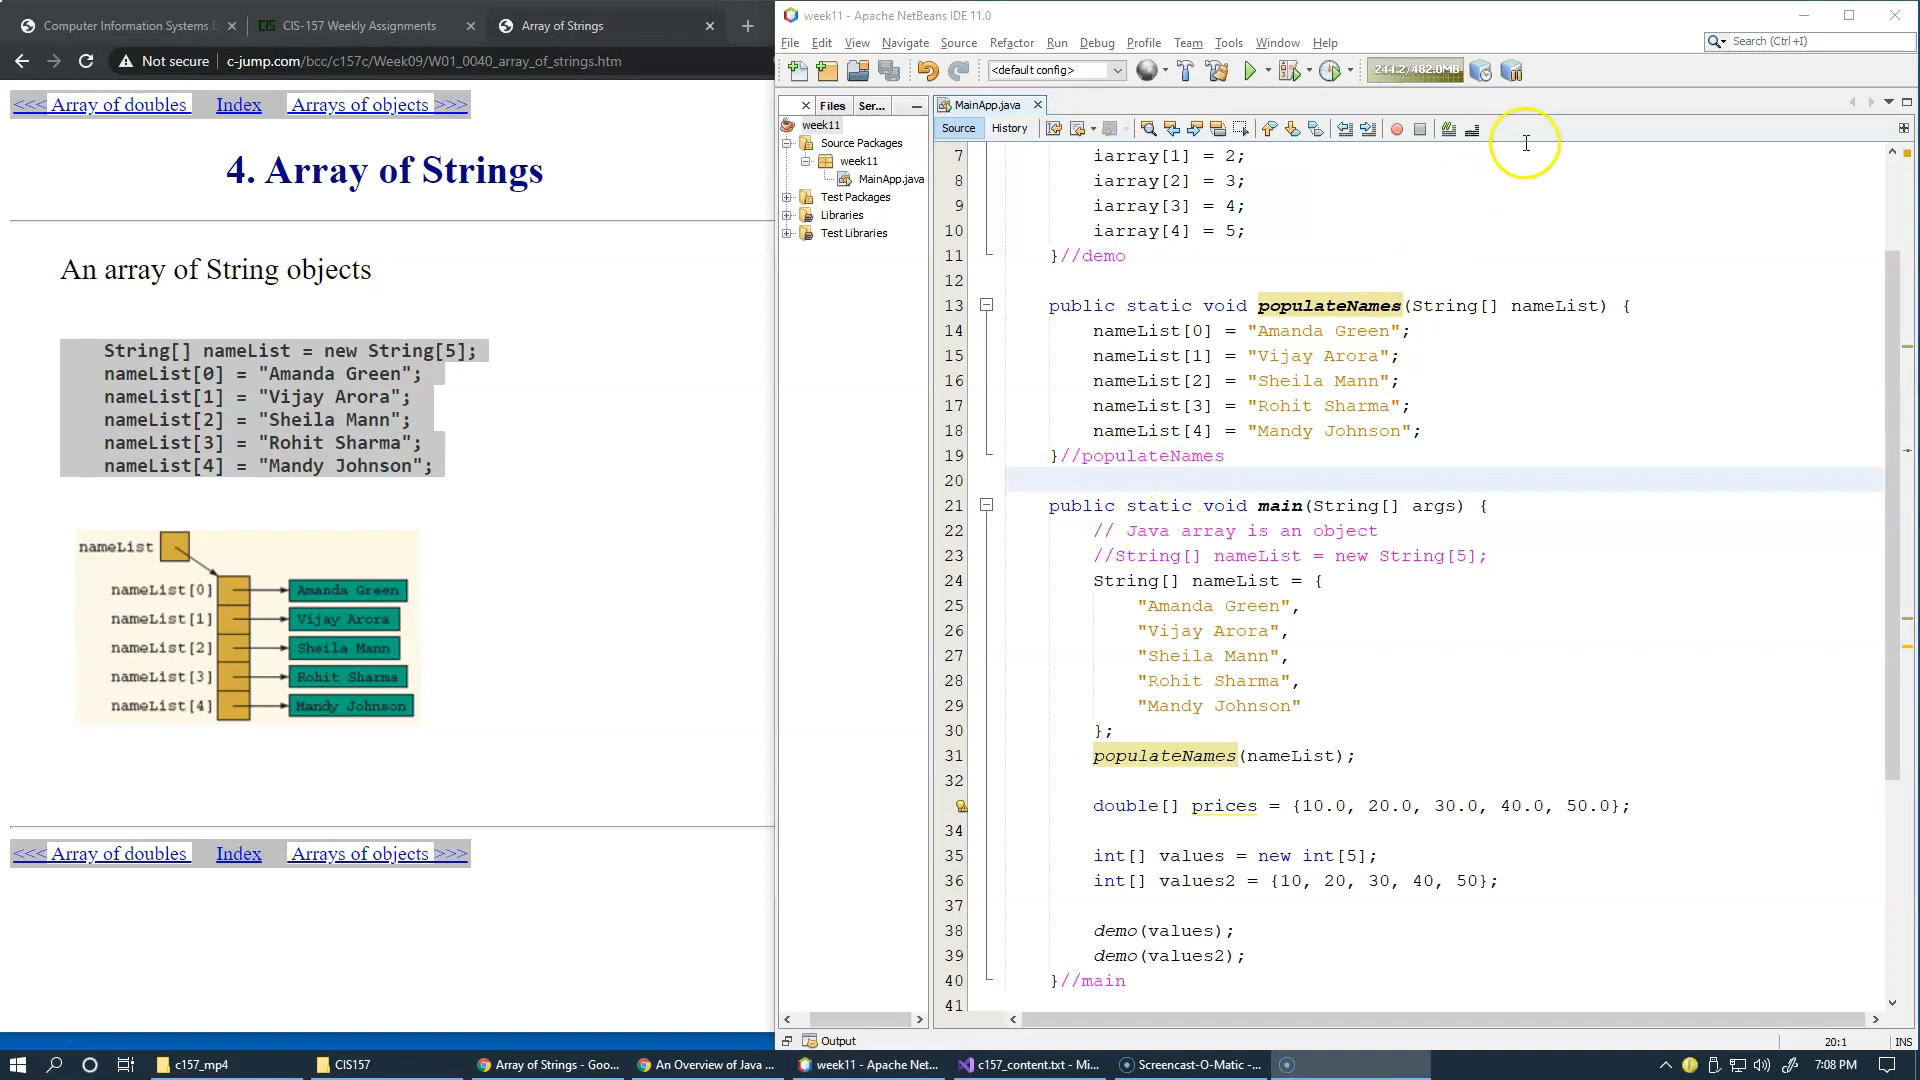 Computer Information Systems
CIS-157 Weekly Assignments
Array of Strings
Not secure
c-jump.com/bcc/c157c/Week09/W01_0040_array_of_strings.htm
<<< Array of doubles
Index
Arrays of objects >>>
4. Array of Strings
An array of String objects
String[] nameList = new String[5];
nameList[0] = "Amanda Green";
nameList[1] = "Vijay Arora";
nameList[2] = "Sheila Mann";
nameList[3] = "Rohit Sharma";
nameList[4] = "Mandy Johnson";
nameList
nameList[0] Amanda Green
nameList[1] Vijay Arora
nameList[2] Sheila Mann
nameList[3] Rohit Sharma
nameList[4] Mandy Johnson
<<< Array of doubles
Index
Arrays of objects >>>
week11 - Apache NetBeans IDE 11.0
File Edit View Navigate Source Refactor Run Debug Profile Team Tools Window Help
Search (Ctrl+I)
<default config>
244.2/482.0MB
Files Ser...
week11
Source Packages
week11
MainApp.java
Test Packages
Libraries
Test Libraries
MainApp.java
Source History
7 iarray[1] = 2;
8 iarray[2] = 3;
9 iarray[3] = 4;
10 iarray[4] = 5;
11 }//demo
12
13 public static void populateNames(String[] nameList) {
14 nameList[0] = "Amanda Green";
15 nameList[1] = "Vijay Arora";
16 nameList[2] = "Sheila Mann";
17 nameList[3] = "Rohit Sharma";
18 nameList[4] = "Mandy Johnson";
19 }//populateNames
20
21 public static void main(String[] args) {
22 // Java array is an object
23 //String[] nameList = new String[5];
24 String[] nameList = {
25 "Amanda Green",
26 "Vijay Arora",
27 "Sheila Mann",
28 "Rohit Sharma",
29 "Mandy Johnson"
30 };
31 populateNames(nameList);
32
double[] prices = {10.0, 20.0, 30.0, 40.0, 50.0};
34
35 int[] values = new int[5];
36 int[] values2 = {10, 20, 30, 40, 50};
37
38 demo(values);
39 demo(values2);
40 }//main
41
Output
20:1 INS
c157_mp4
CIS157
Array of Strings - Goo...
An Overview of Java ...
week11 - Apache Net...
c157_content.txt - Mi...
Screencast-O-Matic -...
7:08 PM